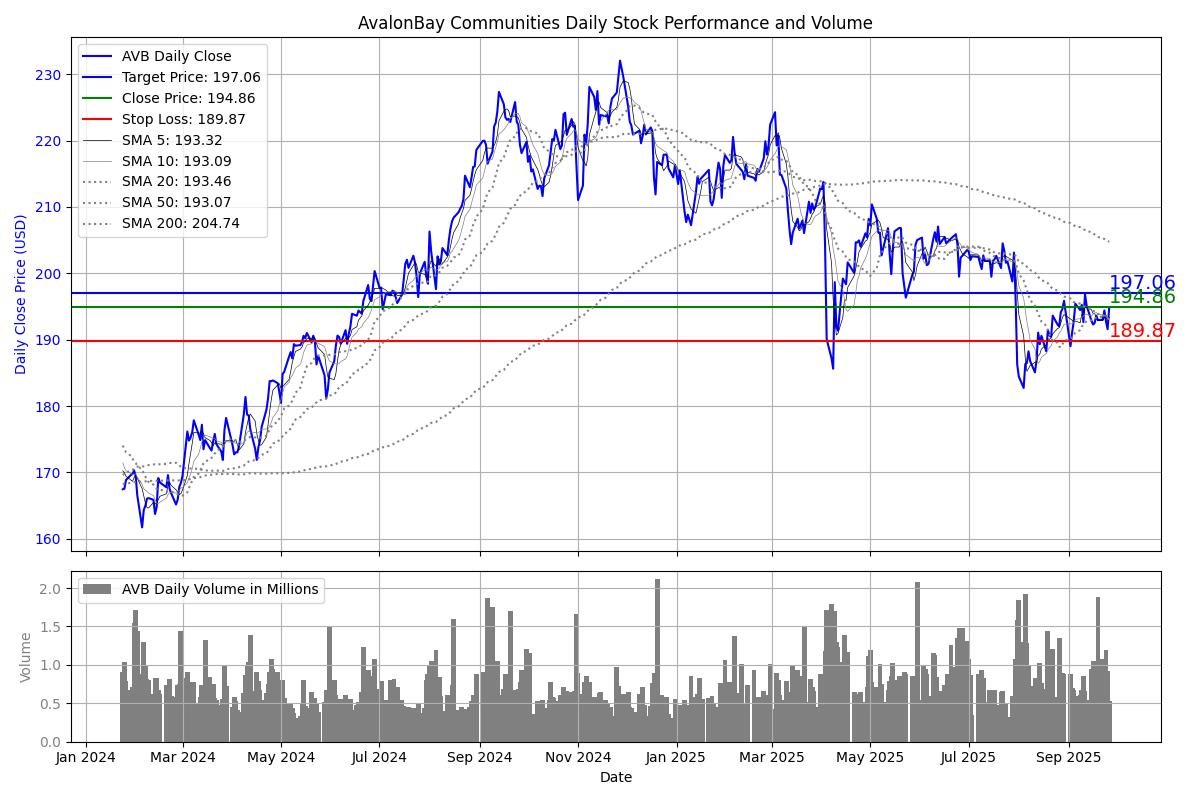 AvalonBay Communities Daily Stock Performance and Volume
AVB Daily Close
Target Price: 197.06
Close Price: 194.86
Stop Loss: 189.87
SMA 5: 193.32
SMA 10: 193.09
SMA 20: 193.46
SMA 50: 193.07
SMA 200: 204.74
Daily Close Price (USD)
230
220
210
200
190
180
170
160
197.06
194.86
189.87
AVB Daily Volume in Millions
Volume
2.0
1.5
1.0
0.5
0.0
Jan 2024
Mar 2024
May 2024
Jul 2024
Sep 2024
Nov 2024
Jan 2025
Mar 2025
May 2025
Jul 2025
Sep 2025
Date